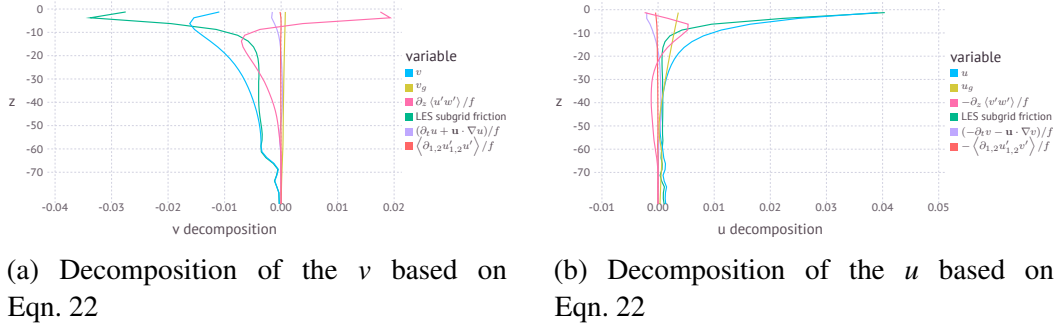 0
-10
-20
-30
z -40
-50
-60
-70
-0.04 -0.03 -0.02 -0.01 0.00 0.01 0.02
v decomposition
variable
v
v_g
∂_z ⟨u′w′⟩ /f
LES subgrid friction
(∂_t u + u · ∇u)/f
⟨∂_{1,2}u′_{1,2}u′⟩ /f
0
-10
-20
-30
z -40
-50
-60
-70
-0.01 0.00 0.01 0.02 0.03 0.04 0.05
u decomposition
variable
u
u_g
−∂_z ⟨v′w′⟩ /f
LES subgrid friction
(−∂_t v − u · ∇v)/f
− ⟨∂_{1,2}u′_{1,2}v′⟩ /f
(a) Decomposition of the v based on
Eqn. 22
(b) Decomposition of the u based on
Eqn. 22